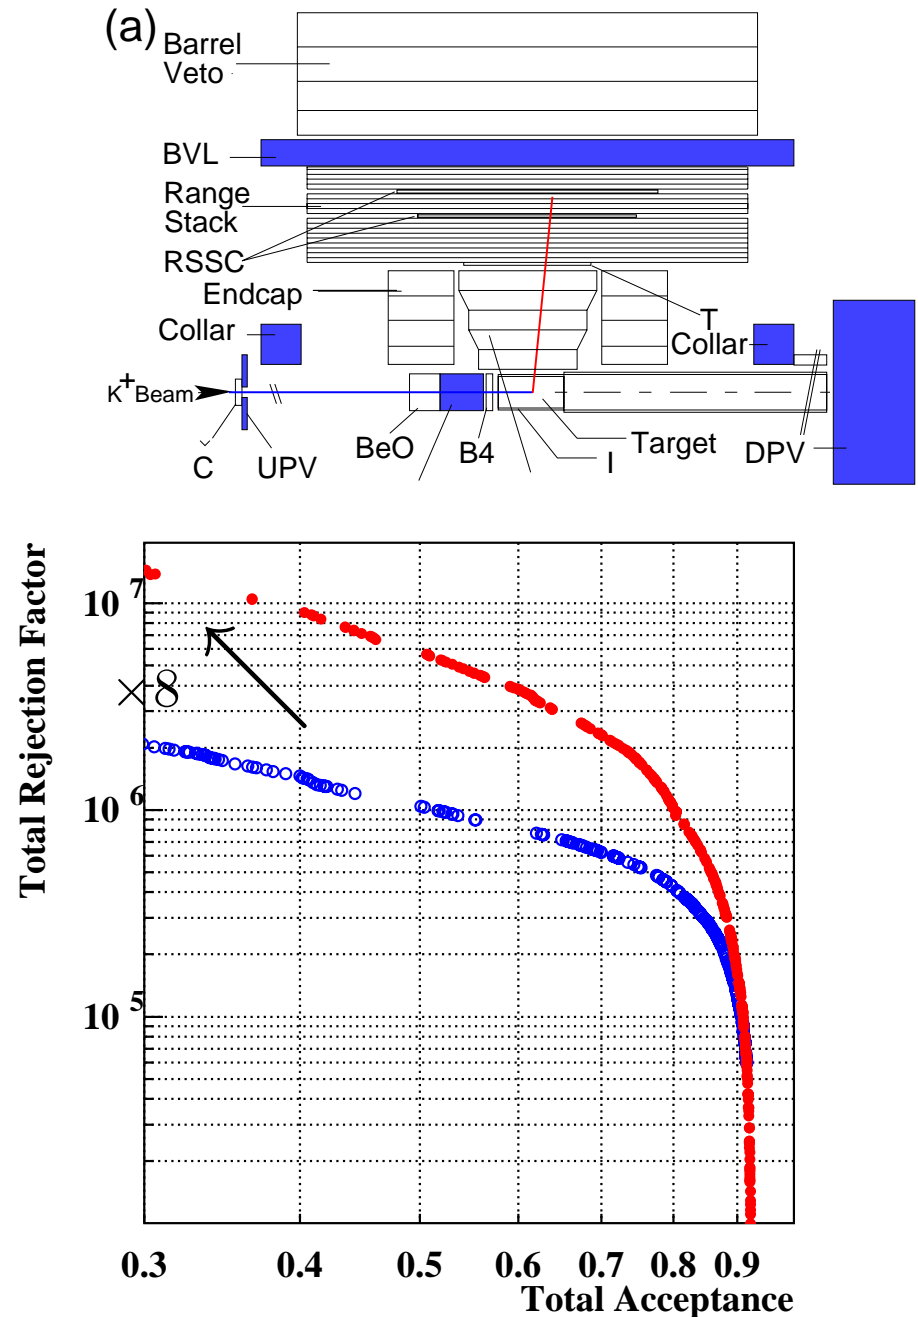 (a)
Barrel
Veto
BVL
Range
Stack
RSSC
Endcap
T
Collar
Collar
K+ Beam
BeO
B4
Target
I
DPV
Č
UPV
Total Rejection Factor
10^7
×8
10^6
10^5
0.3 0.4 0.5 0.6 0.7 0.8 0.9
Total Acceptance